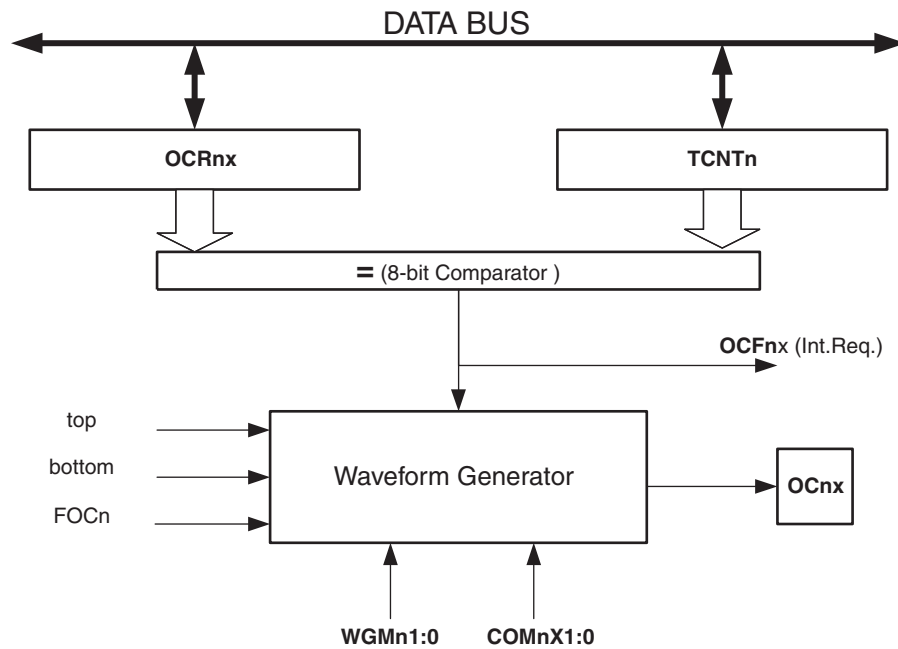 DATA BUS
OCRnx
TCNTn
= (8-bit Comparator )
OCFnx (Int.Req.)
top
bottom
FOCn
Waveform Generator
OCnx
WGMn1:0
COMnX1:0